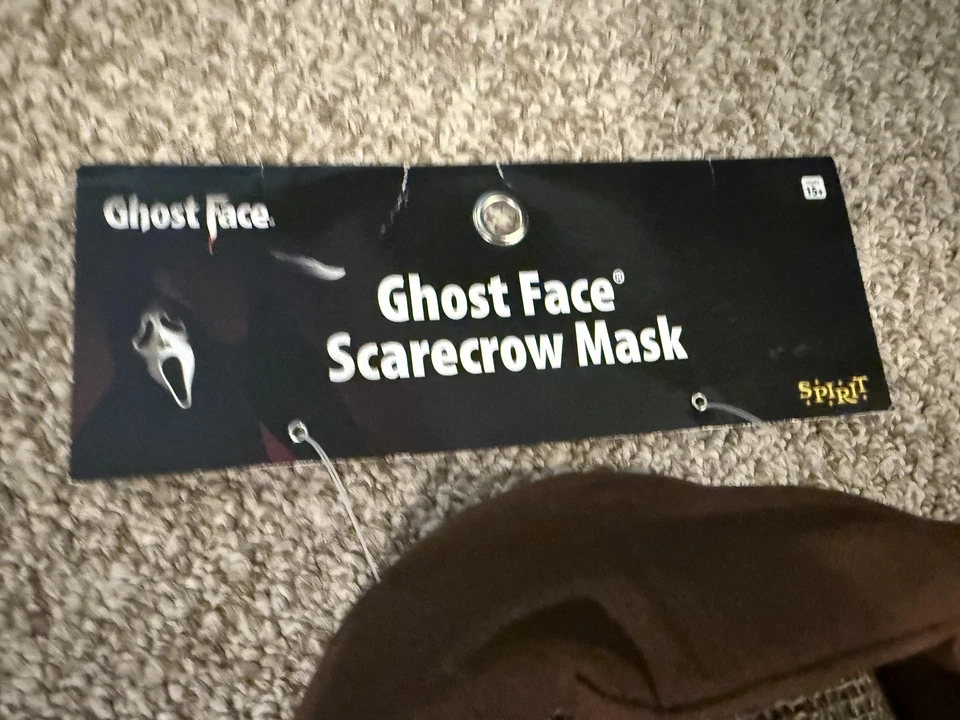 Ghost Face
15+
Ghost Face®
Scarecrow Mask
SPIRIT